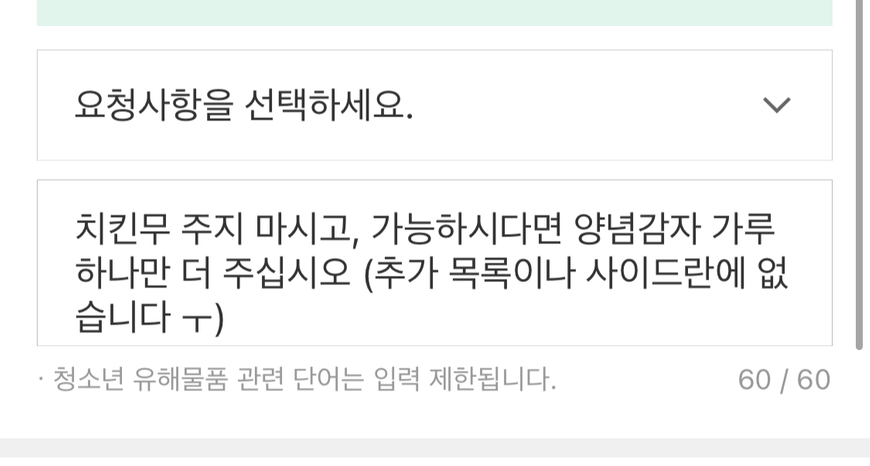 요청사항을 선택하세요.
치킨무 주지 마시고, 가능하시다면 양념감자 가루
하나만 더 주십시오 (추가 목록이나 사이드란에 없
습니다 ㅜ)
· 청소년 유해물품 관련 단어는 입력 제한됩니다.
60 / 60